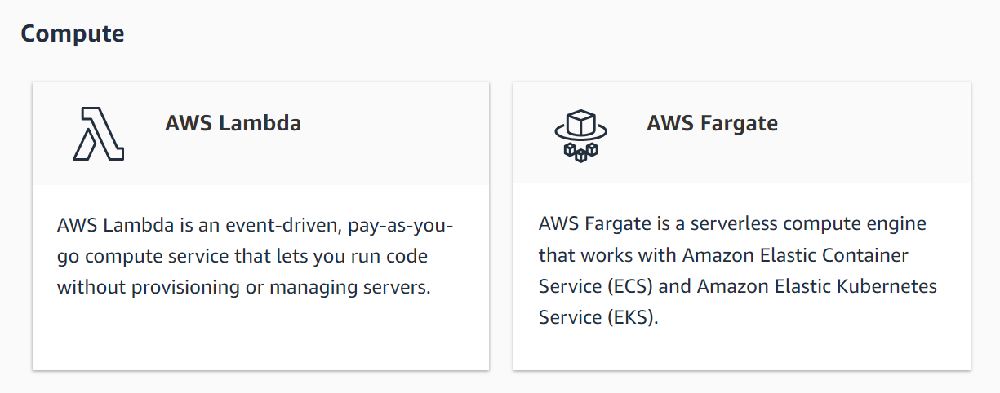 Compute
AWS Lambda
AWS Lambda is an event-driven, pay-as-you-
go compute service that lets you run code
without provisioning or managing servers.
AWS Fargate
AWS Fargate is a serverless compute engine
that works with Amazon Elastic Container
Service (ECS) and Amazon Elastic Kubernetes
Service (EKS).